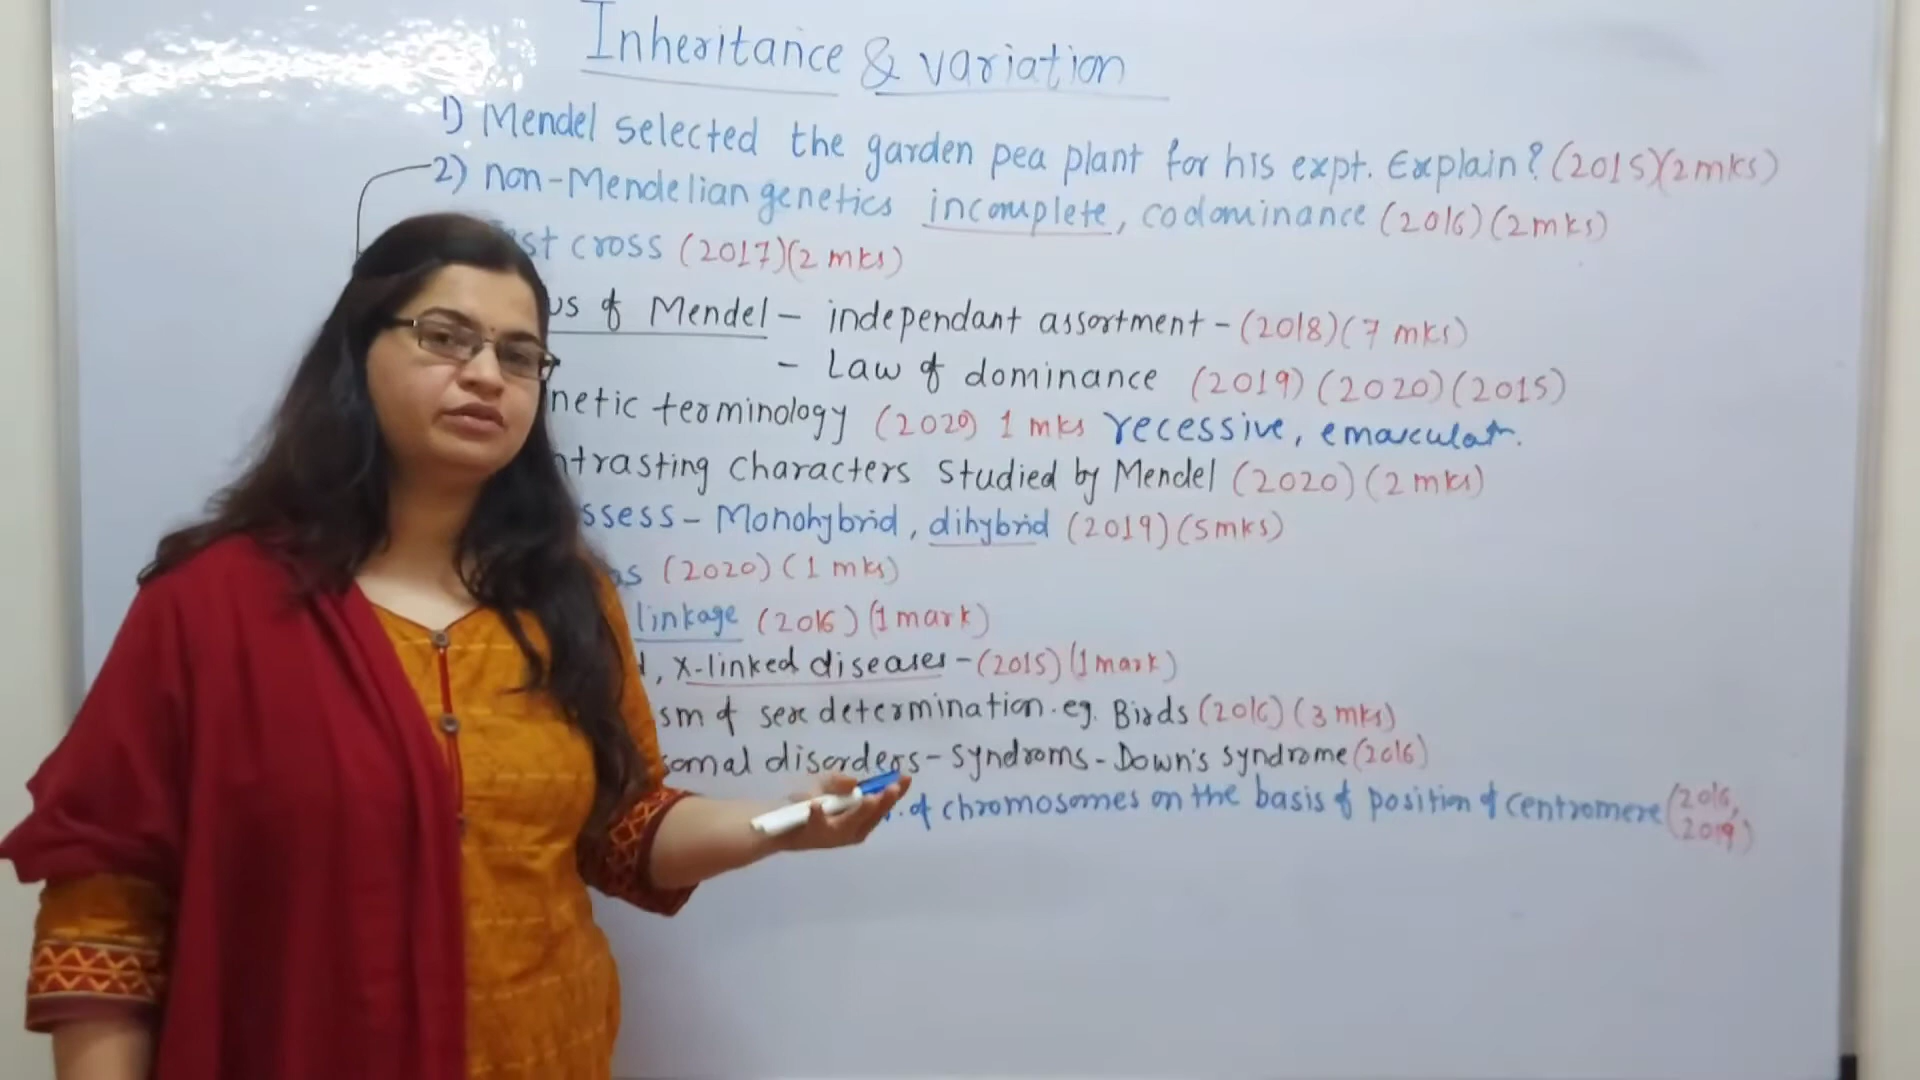 Inheritance & variation
1) Mendel selected the garden pea plant for his expt. Explain? (2015)(2mks)
2) non-Mendelian genetics incomplete, codominance (2016)(2mks)
st cross (2017)(2 mks)
us of Mendel - independant assortment - (2018)(7 mks)
- Law of dominance (2019)(2020)(2015)
netic terminology (2020) 1 mks recessive, emasculatn.
ntrasting characters studied by Mendel (2020)(2 mks)
ssess - Monohybrid, dihybrid (2019)(5mks)
(2020)(1 mks)
linkage (2016)(1 mark)
, X-linked diseases - (2015)(1 mark)
sm of sex determination. eg. Birds (2016)(3 mks)
somal disorders - syndroms - Down's syndrome (2016)
. of chromosomes on the basis of position of centromere (2016, 2019)